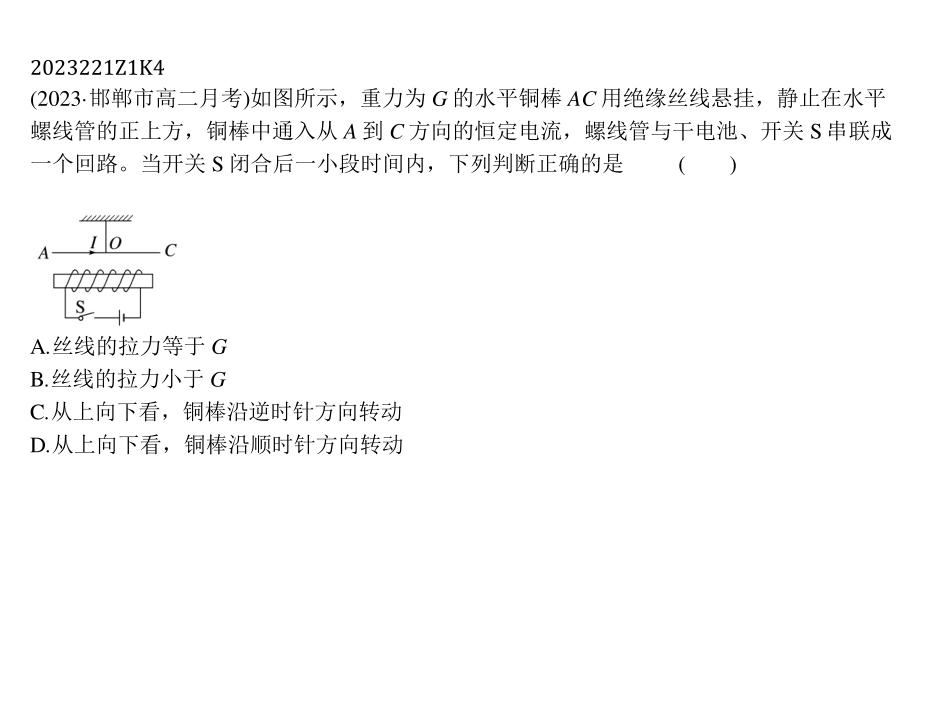 2023221Z1K4
(2023·邯郸市高二月考)如图所示，重力为 G 的水平铜棒 AC 用绝缘丝线悬挂，静止在水平
螺线管的正上方，铜棒中通入从 A 到 C 方向的恒定电流，螺线管与干电池、开关 S 串联成
一个回路。当开关 S 闭合后一小段时间内，下列判断正确的是 ( )
I O
A C
S
A.丝线的拉力等于 G
B.丝线的拉力小于 G
C.从上向下看，铜棒沿逆时针方向转动
D.从上向下看，铜棒沿顺时针方向转动